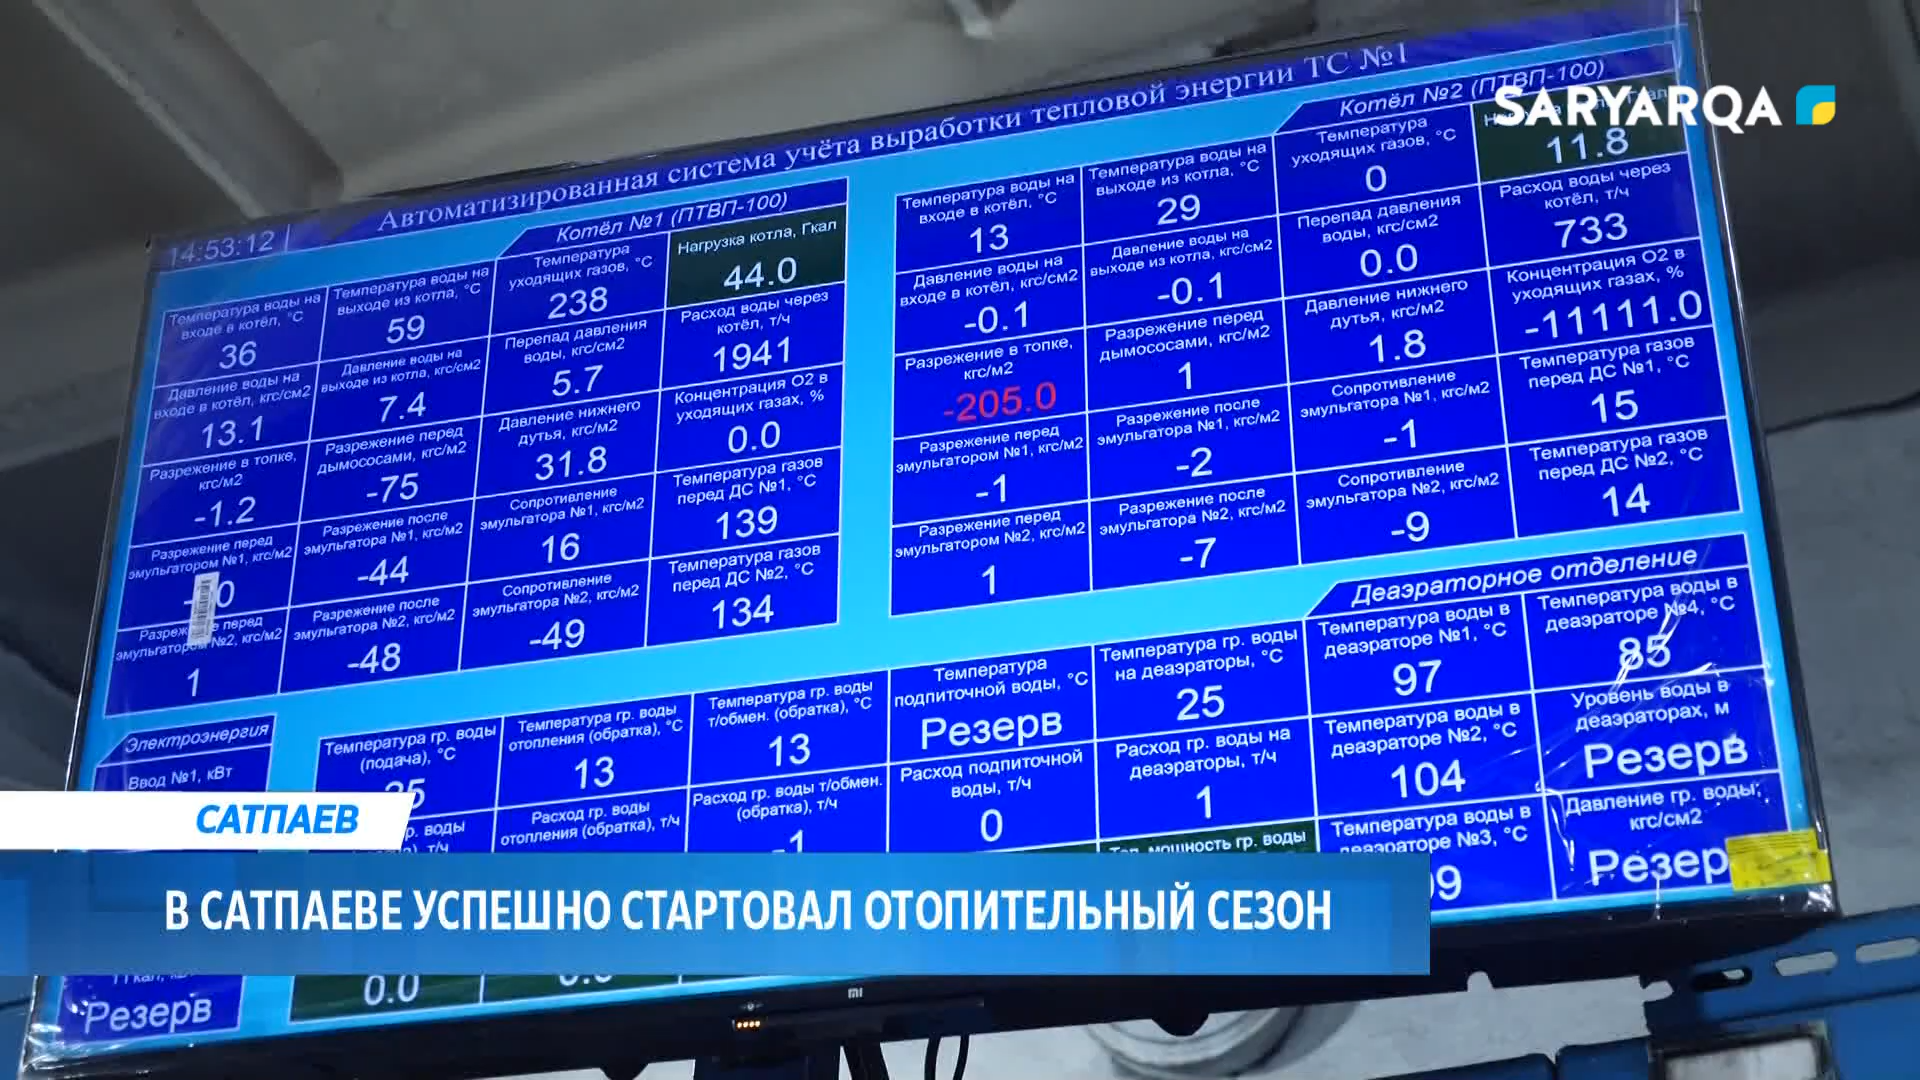 SARYARQA
14:53:12
Автоматизированная система учёта выработки тепловой энергии ТС №1
Котёл №1 (ПТВП-100)
Температура воды на
входе в котёл, °С
36
Температура воды на
выходе из котла, °С
59
Температура
уходящих газов, °С
238
Нагрузка котла, Гкал
44.0
Давление воды на
входе в котёл, кгс/см2
13.1
Давление воды на
выходе из котла, кгс/см2
7.4
Перепад давления
воды, кгс/см2
5.7
Расход воды через
котёл, т/ч
1941
Разрежение в топке,
кгс/м2
-1.2
Разрежение перед
дымососами, кгс/м2
-75
Давление нижнего
дутья, кгс/м2
31.8
Концентрация О2 в
уходящих газах, %
0.0
Разрежение перед
эмульгатором №1, кгс/м2
Разрежение после
эмульгатора №1, кгс/м2
-44
Сопротивление
эмульгатора №1, кгс/м2
16
Температура газов
перед ДС №1, °С
139
перед
№2, кгс/м2
1
Разрежение после
эмульгатора №2, кгс/м2
-48
Сопротивление
эмульгатора №2, кгс/м2
-49
Температура газов
перед ДС №2, °С
134
Котёл №2 (ПТВП-100)
Температура воды на
входе в котёл, °С
13
Температура воды на
выходе из котла, °С
29
Температура
уходящих газов, °С
0
11.8
Давление воды на
входе в котёл, кгс/см2
-0.1
Давление воды на
выходе из котла, кгс/см2
-0.1
Перепад давления
воды, кгс/см2
0.0
Расход воды через
котёл, т/ч
733
Разрежение в топке,
кгс/м2
-205.0
Разрежение перед
дымососами, кгс/м2
1
Давление нижнего
дутья, кгс/м2
1.8
Концентрация О2 в
уходящих газах, %
-11111.0
Разрежение перед
эмульгатором №1, кгс/м2
-1
Разрежение после
эмульгатора №1, кгс/м2
-2
Сопротивление
эмульгатора №1, кгс/м2
-1
Температура газов
перед ДС №1, °С
15
Разрежение перед
эмульгатором №2, кгс/м2
1
Разрежение после
эмульгатора №2, кгс/м2
-7
Сопротивление
эмульгатора №2, кгс/м2
-9
Температура газов
перед ДС №2, °С
14
Электроэнергия
Ввод №1, кВт
Температура гр. воды
(подача), °С
Температура гр. воды
отопления (обратка), °С
13
Температура гр. воды
т/обмен. (обратка), °С
13
Температура
подпиточной воды, °С
Резерв
Температура гр. воды
на деаэраторы, °С
25
Деаэраторное отделение
Температура воды в
деаэраторе №1, °С
97
Температура воды в
деаэраторе №4, °С
85
гр. воды
т/ч
Расход гр. воды
отопления (обратка), т/ч
Расход гр. воды т/обмен.
(обратка), т/ч
-1
Расход подпиточной
воды, т/ч
0
Расход гр. воды на
деаэраторы, т/ч
1
Температура воды в
деаэраторе №2, °С
104
Уровень воды в
деаэраторах, м
Резерв
мощность гр. воды
Температура воды в
деаэраторе №3, °С
Давление гр. воды,
кгс/см2
САТПАЕВ
В САТПАЕВЕ УСПЕШНО СТАРТОВАЛ ОТОПИТЕЛЬНЫЙ СЕЗОН
Резерв
0.0
mi